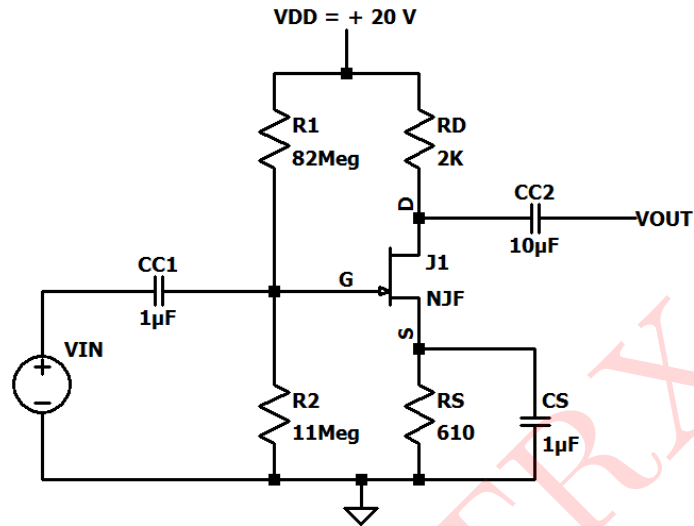 VDD = + 20 V
R1
82Meg
RD
2K
D
CC2
10µF
VOUT
J1
NJF
G
S
CC1
1µF
VIN
R2
11Meg
RS
610
CS
1µF
TRX